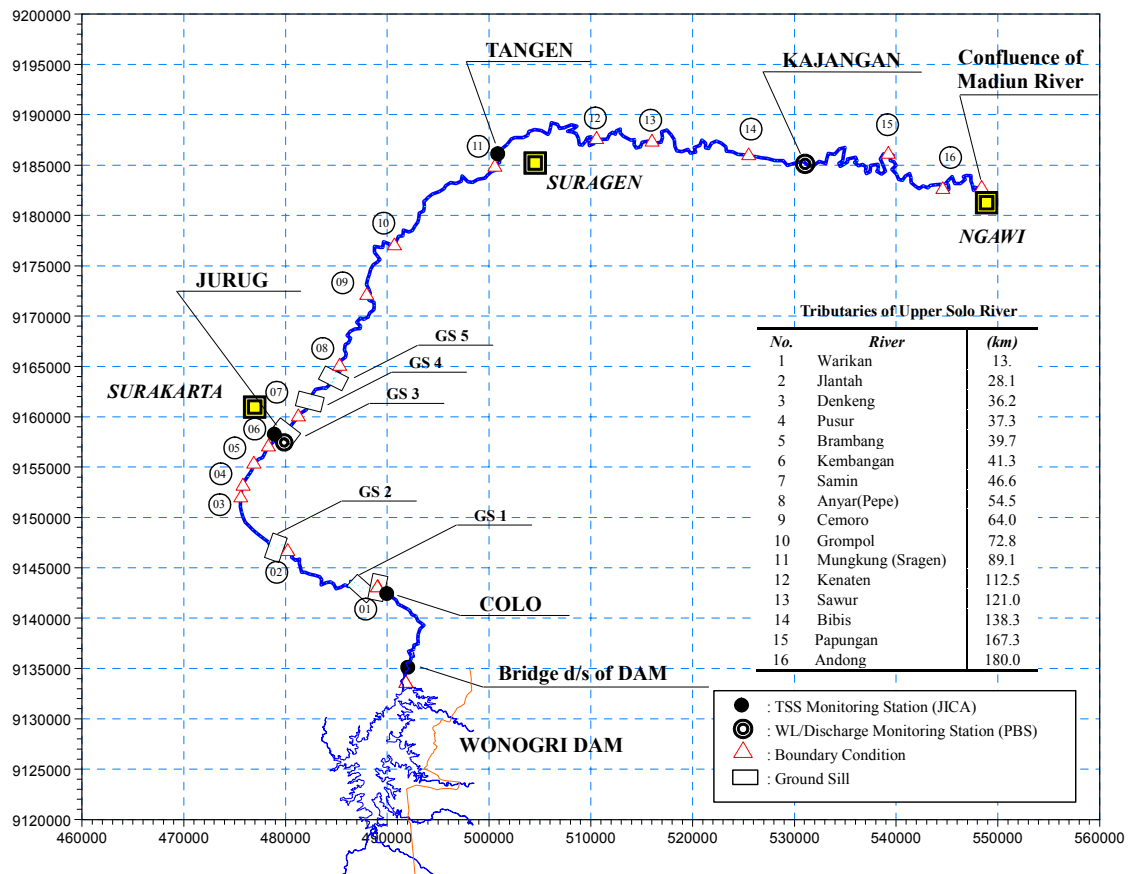 9200000
9195000
9190000
9185000
9180000
9175000
9170000
9165000
9160000
9155000
9150000
9145000
9140000
9135000
9130000
9125000
9120000
460000 470000 480000 490000 500000 510000 520000 530000 540000 550000 560000
TANGEN
KAJANGAN
Confluence of
Madiun River
12
13
14
15
11
16
SURAGEN
NGAWI
10
JURUG
09
08
GS 5
GS 4
07
SURAKARTA
GS 3
06
05
04
03
GS 2
GS 1
02
01
COLO
Bridge d/s of DAM
WONOGRI DAM
Tributaries of Upper Solo River
No. River (km)
1 Warikan 13.
2 Jlantah 28.1
3 Denkeng 36.2
4 Pusur 37.3
5 Brambang 39.7
6 Kembangan 41.3
7 Samin 46.6
8 Anyar(Pepe) 54.5
9 Cemoro 64.0
10 Grompol 72.8
11 Mungkung (Sragen) 89.1
12 Kenaten 112.5
13 Sawur 121.0
14 Bibis 138.3
15 Papungan 167.3
16 Andong 180.0
: TSS Monitoring Station (JICA)
: WL/Discharge Monitoring Station (PBS)
: Boundary Condition
: Ground Sill